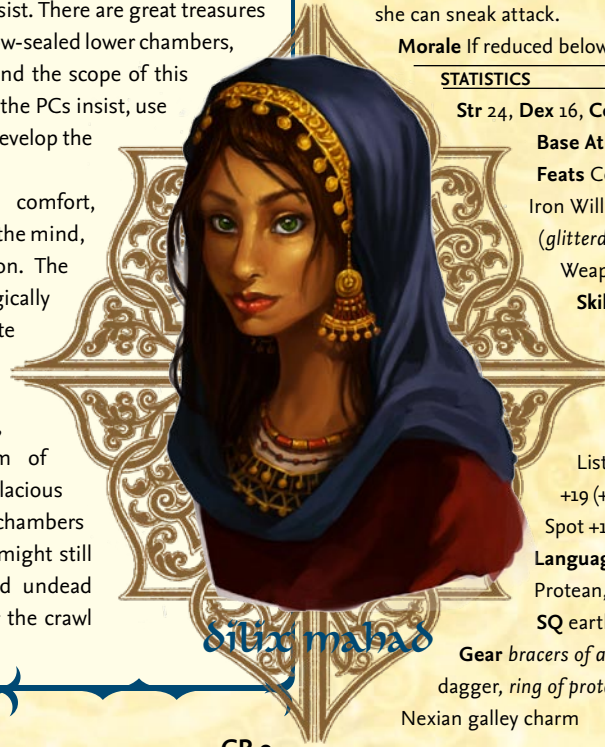 sist. There are great treasures
w-sealed lower chambers,
nd the scope of this
the PCs insist, use
evelop the
comfort,
the mind,
on. The
gically
te
m of
lacious
chambers
might still
d undead
the crawl
dilix mahad
she can sneak attack.
Morale If reduced below
STATISTICS
Str 24, Dex 16, Co
Base At
Feats Co
Iron Will
(glitterd
Weap
Skil
List
+19 (+
Spot +1
Languag
Protean,
SQ earth
Gear bracers of a
dagger, ring of prote
Nexian galley charm